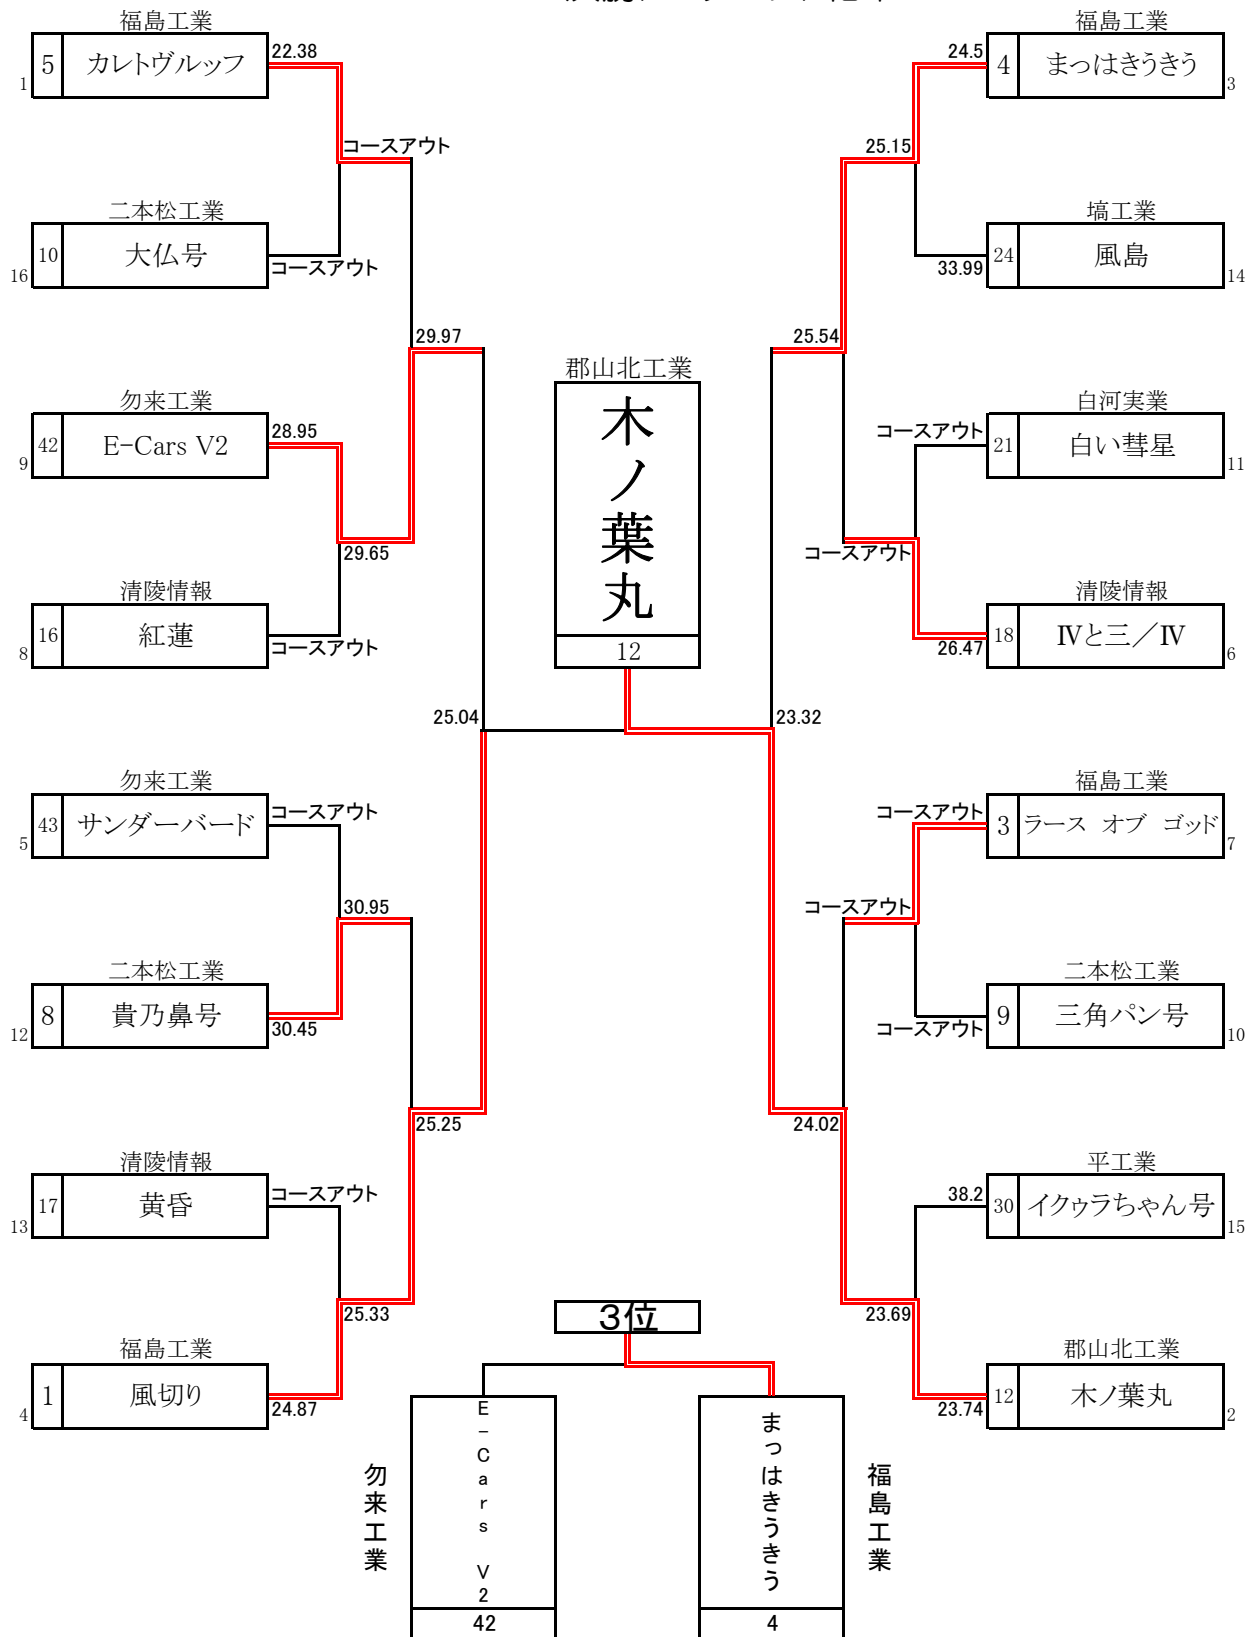 福島工業
1 5 カレトヴルッフ 22.38
コースアウト
二本松工業
16 10 大仏号 コースアウト
29.97
勿来工業
9 42 E-Cars V2 28.95
29.65
清陵情報
8 16 紅蓮 コースアウト
25.04
勿来工業
5 43 サンダーバード コースアウト
30.95
二本松工業
12 8 貴乃鼻号 30.45
25.25
清陵情報
13 17 黄昏 コースアウト
25.33
福島工業
4 1 風切り 24.87
郡山北工業
木ノ葉丸
12
福島工業
24.5 4 まっはきうきう 3
25.15
塙工業
33.99 24 風島 14
25.54
白河実業
コースアウト 21 白い彗星 11
コースアウト
清陵情報
26.47 18 Ⅳと三／Ⅳ 6
23.32
福島工業
コースアウト 3 ラース オブ ゴッド 7
コースアウト
二本松工業
コースアウト 9 三角パン号 10
24.02
平工業
38.2 30 イクゥラちゃん号 15
23.69
郡山北工業
23.74 12 木ノ葉丸 2
3位
勿来工業
E-Cars V2
42
まっはきうきう
4
福島工業